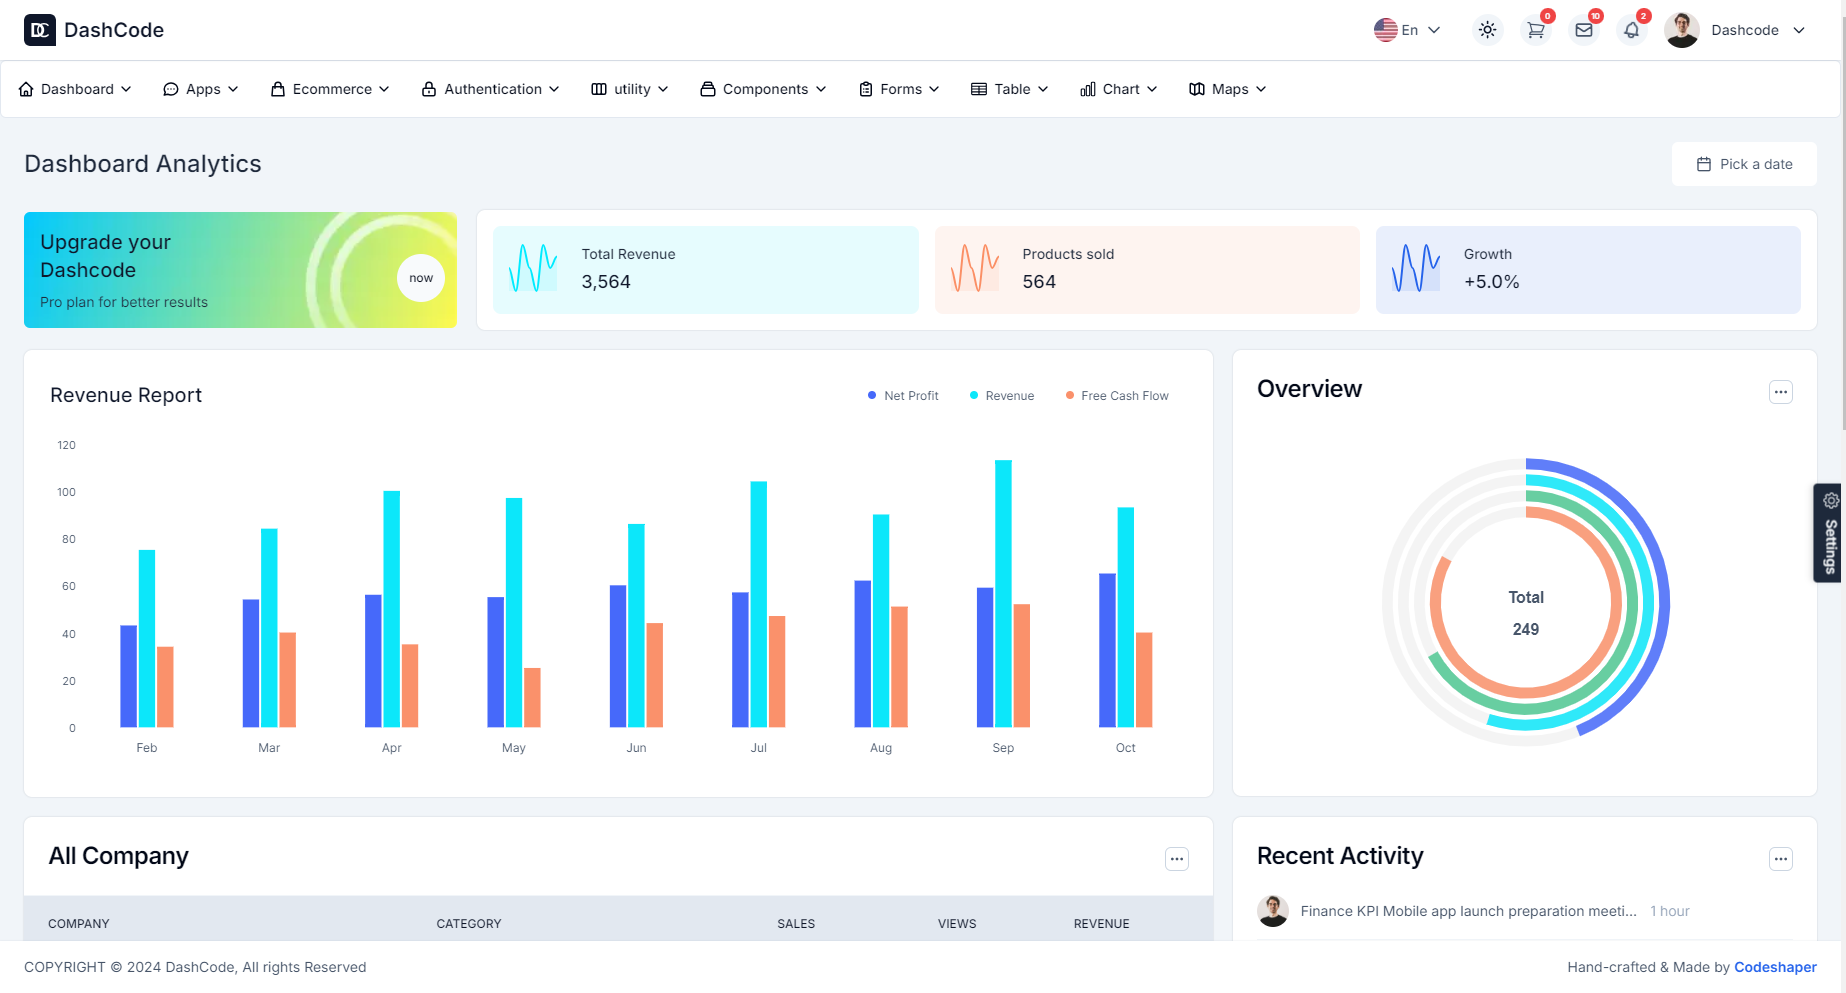 DC DashCode
En
0
10
2
Dashcode
Dashboard Apps Ecommerce Authentication utility Components Forms Table Chart Maps
Dashboard Analytics
Pick a date
Upgrade your
Dashcode
Pro plan for better results
now
Total Revenue
3,564
Products sold
564
Growth
+5.0%
Revenue Report
Net Profit Revenue Free Cash Flow
120
100
80
60
40
20
0
Feb Mar Apr May Jun Jul Aug Sep Oct
Overview
Total
249
Settings
All Company
COMPANY CATEGORY SALES VIEWS REVENUE
Recent Activity
Finance KPI Mobile app launch preparation meeti... 1 hour
COPYRIGHT © 2024 DashCode, All rights Reserved
Hand-crafted & Made by Codeshaper